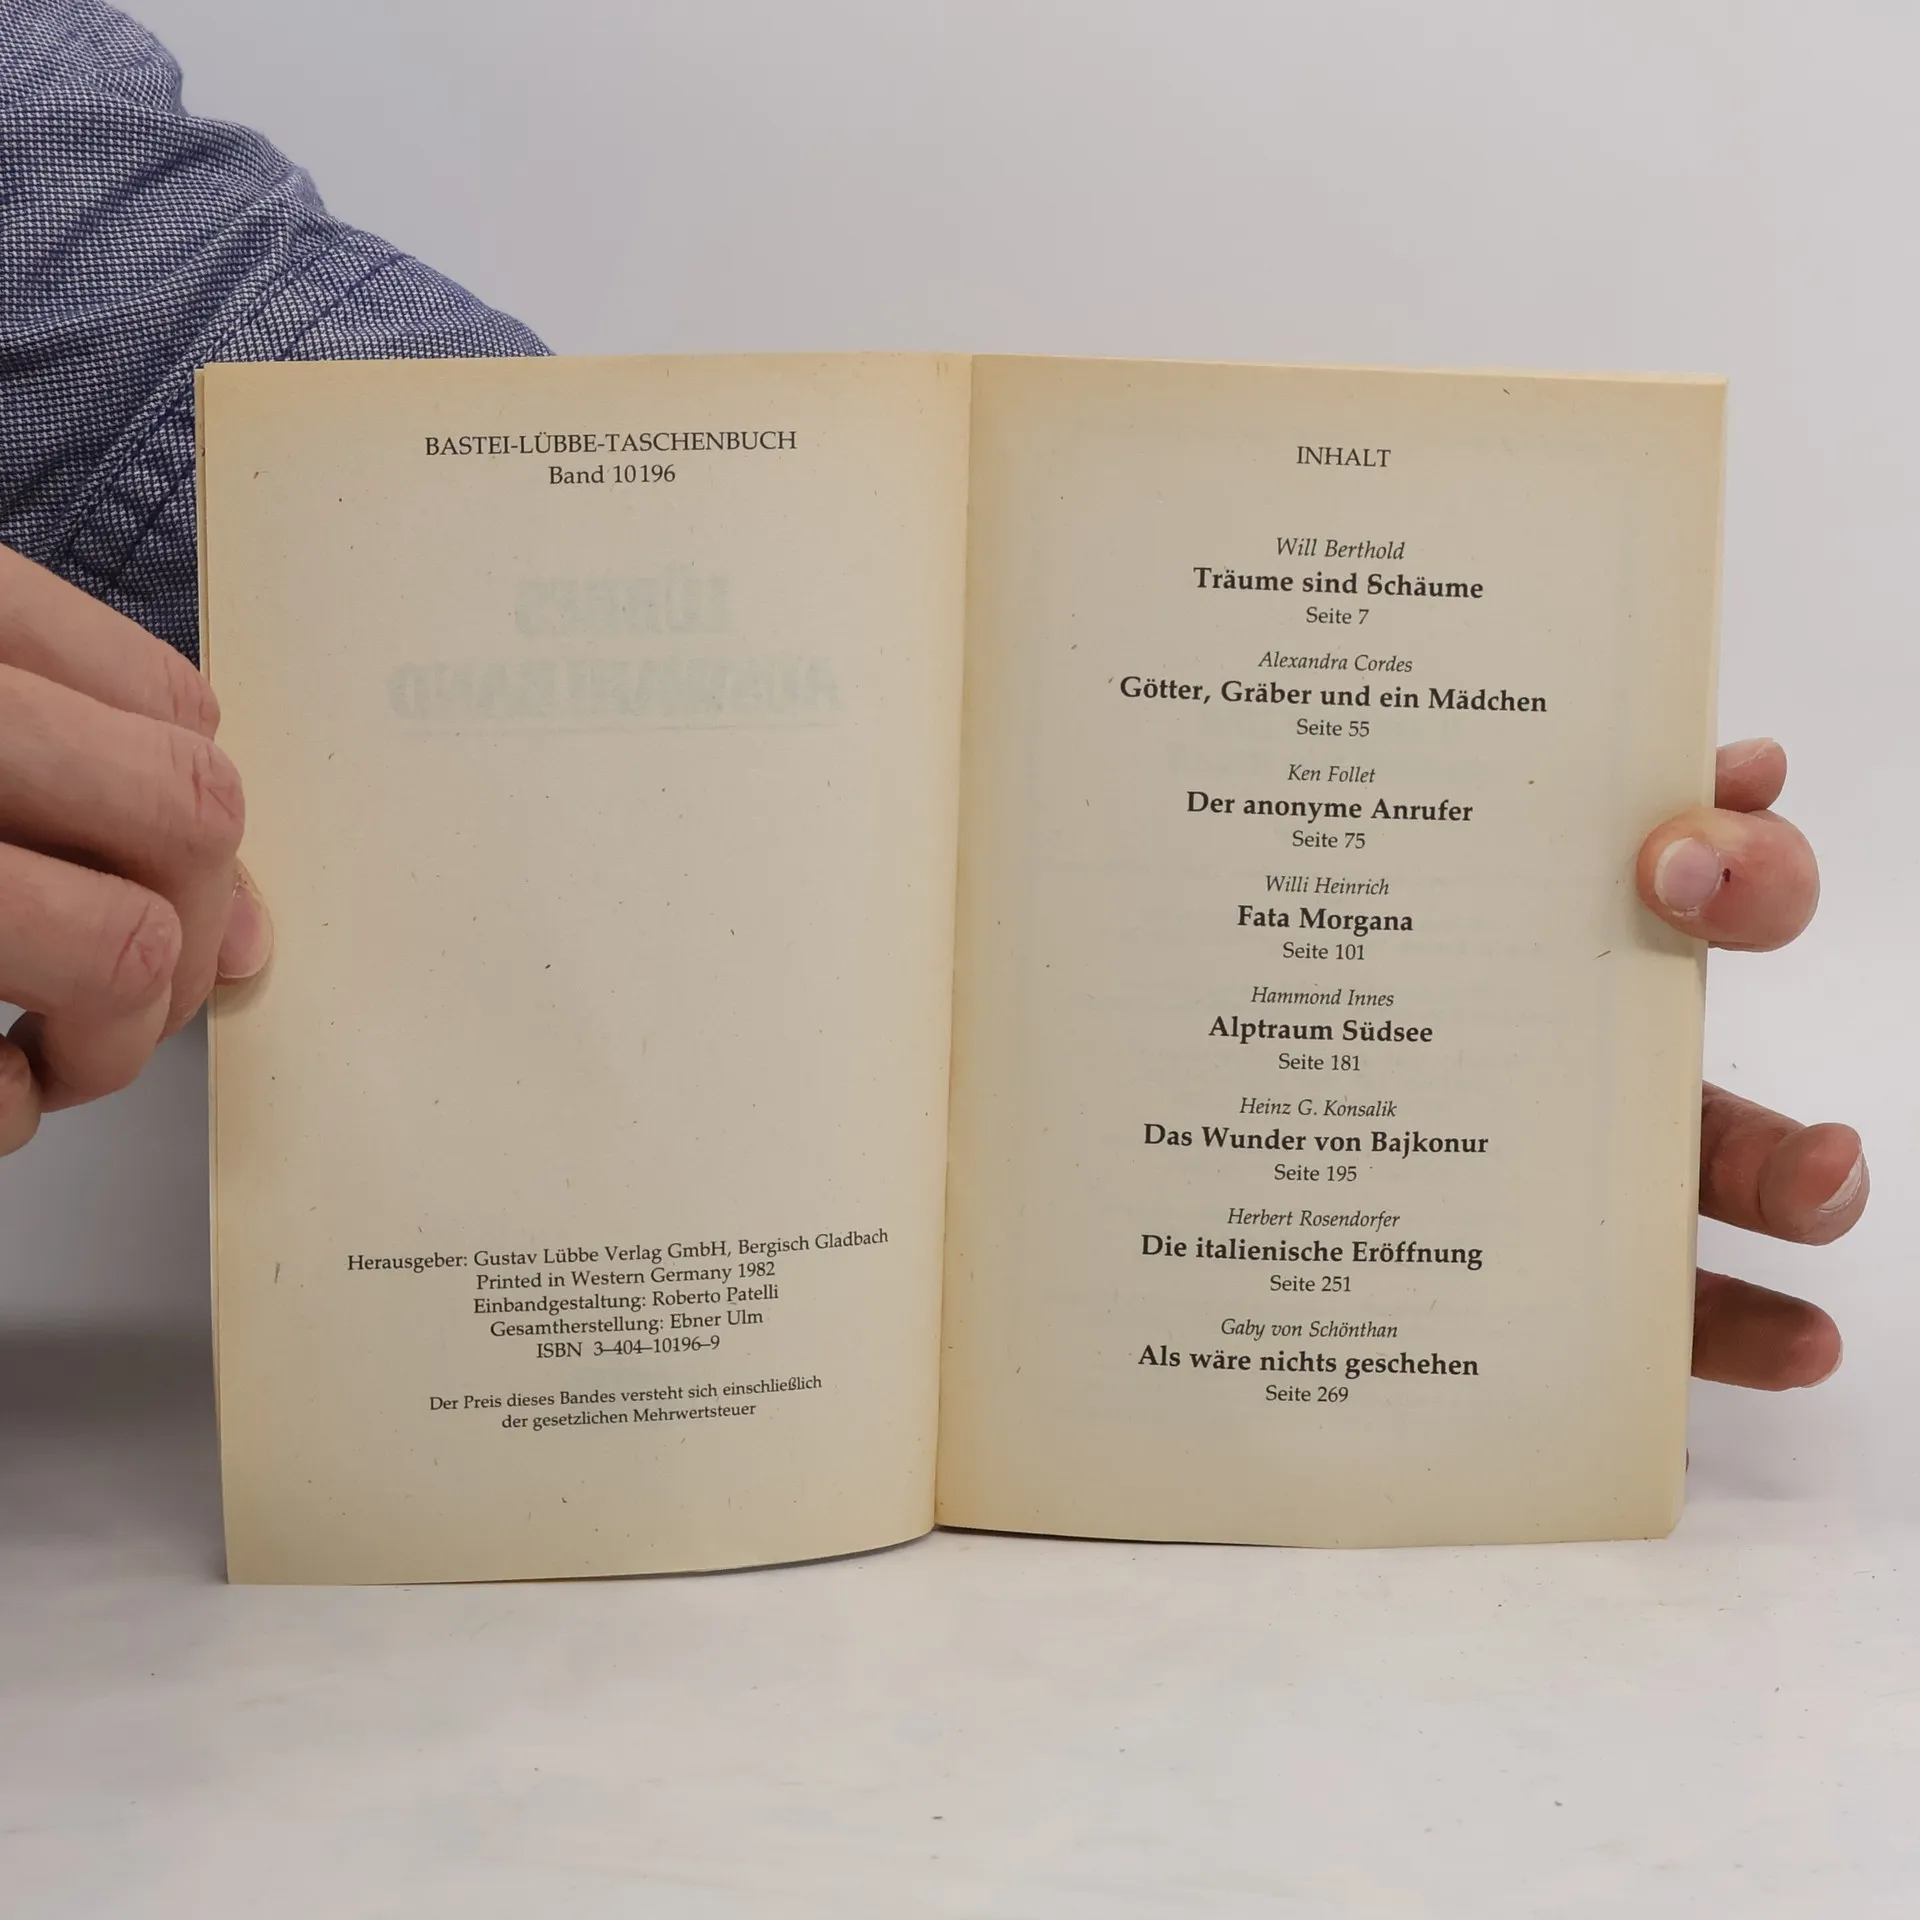 BASTEI-LÜBBE-TASCHENBUCH
Band 10196
Herausgeber: Gustav Lübbe Verlag GmbH, Bergisch Gladbach
Printed in Western Germany 1982
Einbandgestaltung: Roberto Patelli
Gesamtherstellung: Ebner Ulm
ISBN 3–404–10196–9
Der Preis dieses Bandes versteht sich einschließlich
der gesetzlichen Mehrwertsteuer
INHALT
Will Berthold
Träume sind Schäume
Seite 7
Alexandra Cordes
Götter, Gräber und ein Mädchen
Seite 55
Ken Follet
Der anonyme Anrufer
Seite 75
Willi Heinrich
Fata Morgana
Seite 101
Hammond Innes
Alptraum Südsee
Seite 181
Heinz G. Konsalik
Das Wunder von Bajkonur
Seite 195
Herbert Rosendorfer
Die italienische Eröffnung
Seite 251
Gaby von Schönthan
Als wäre nichts geschehen
Seite 269